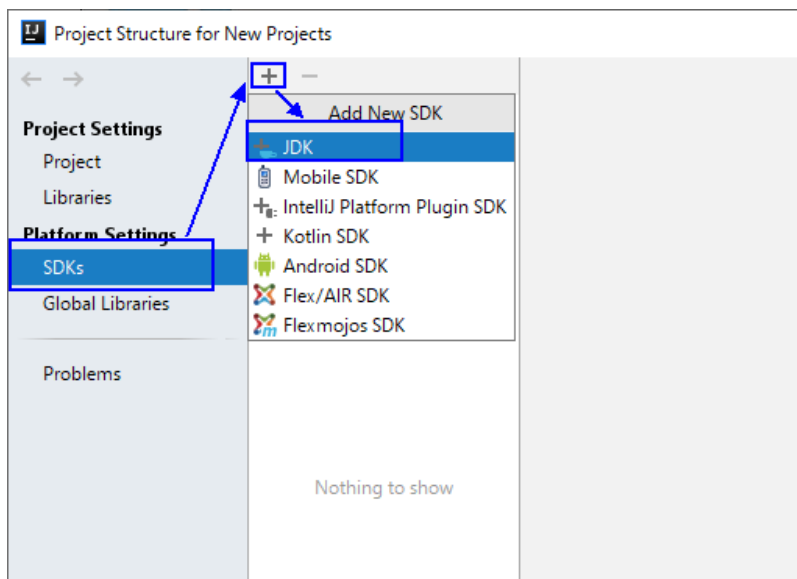 IJ Project Structure for New Projects
Project Settings
Project
Libraries
Platform Settings
SDKs
Global Libraries
Problems
Add New SDK
JDK
Mobile SDK
IntelliJ Platform Plugin SDK
Kotlin SDK
Android SDK
Flex/AIR SDK
m Flexmojos SDK
Nothing to show